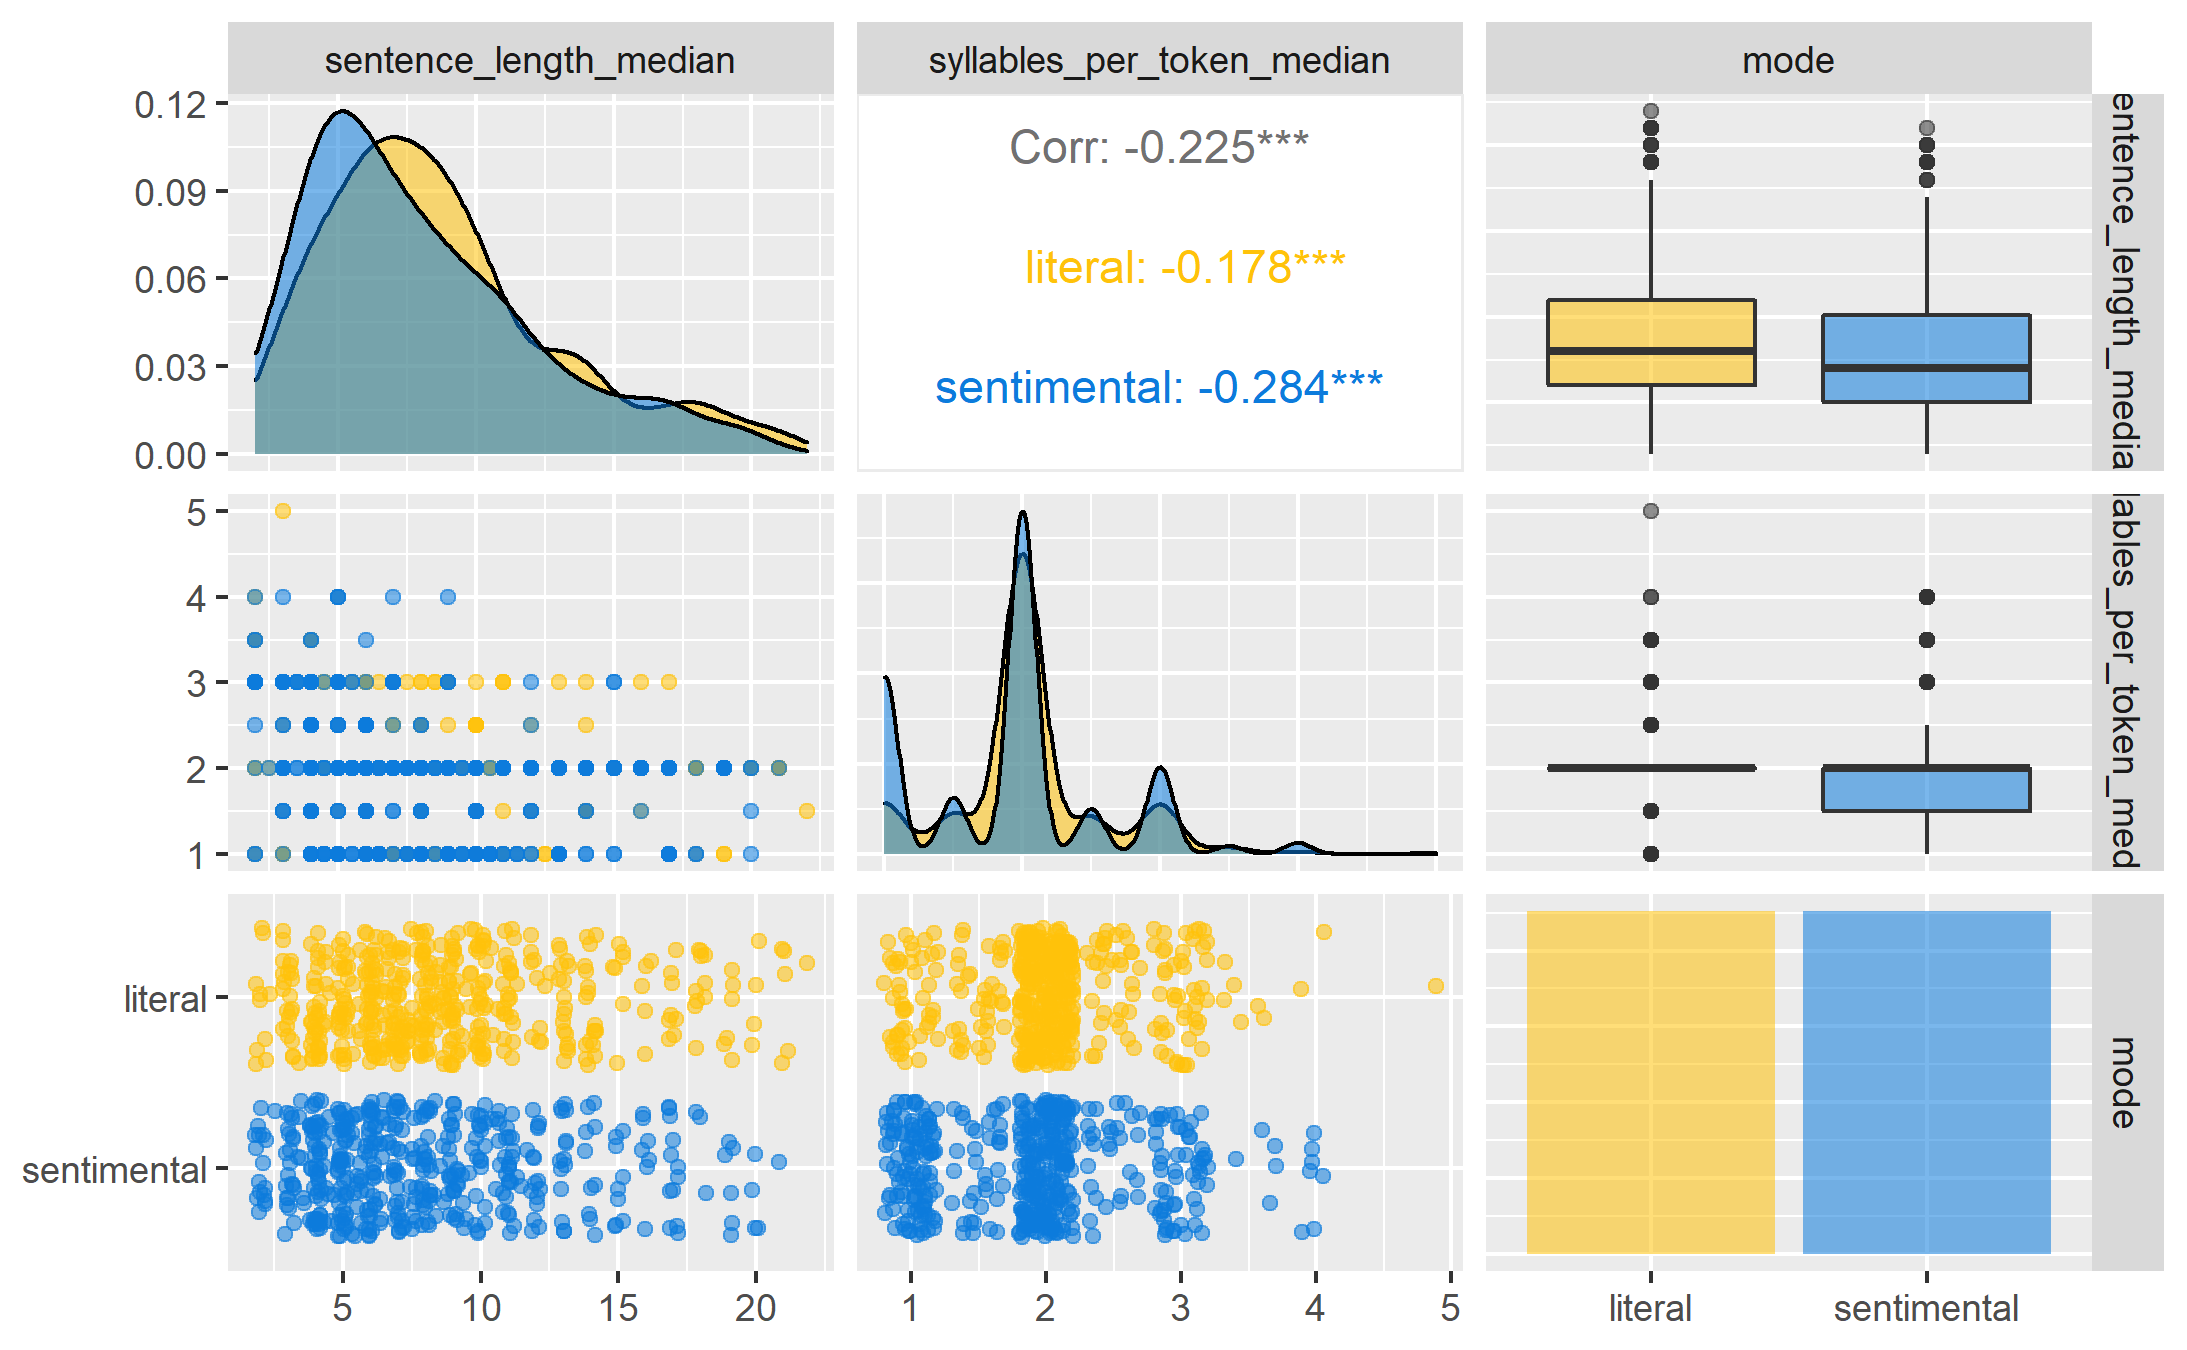 sentence_length_median
syllables_per_token_median
mode
0.12
0.09
0.06
0.03
0.00
Corr: -0.225***
literal: -0.178***
sentimental: -0.284***
entence_length_media
5
4
3
2
1
lables_per_token_med
literal
sentimental
mode
5
10
15
20
1
2
3
4
5
literal
sentimental